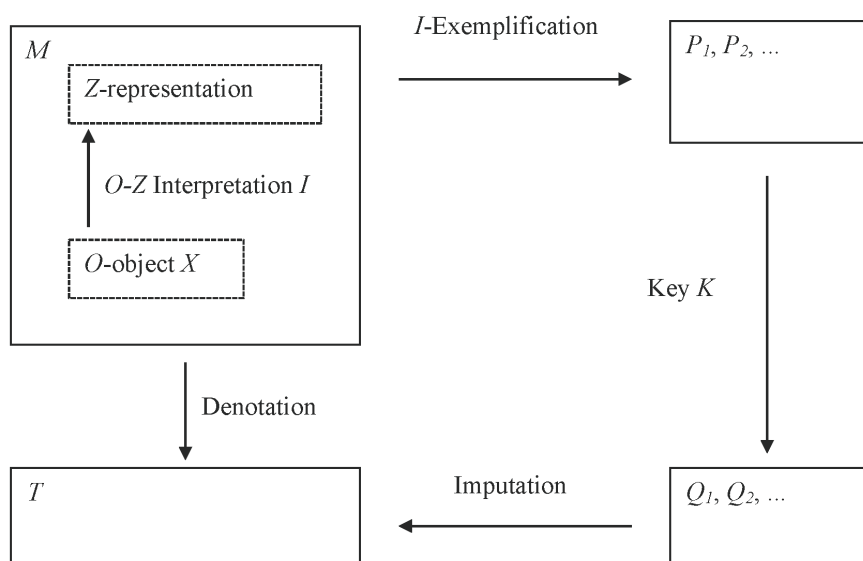 I-Exemplification
M
P1, P2, ...
Z-representation
O-Z Interpretation I
O-object X
Key K
Denotation
Imputation
T
Q1, Q2, ...